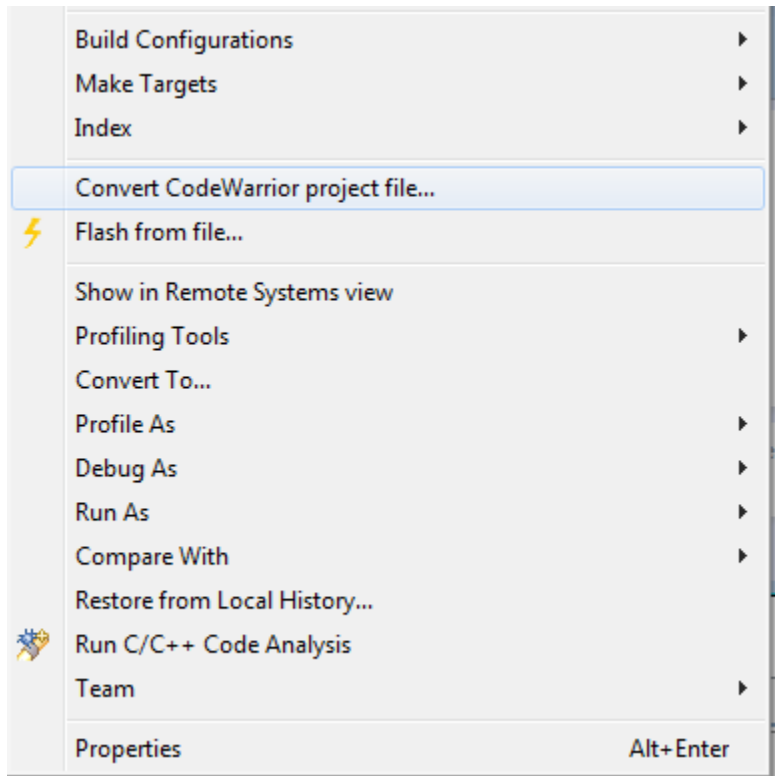 Build Configurations
Make Targets
Index
Convert CodeWarrior project file...
Flash from file...
Show in Remote Systems view
Profiling Tools
Convert To...
Profile As
Debug As
Run As
Compare With
Restore from Local History...
Run C/C++ Code Analysis
Team
Properties Alt+Enter